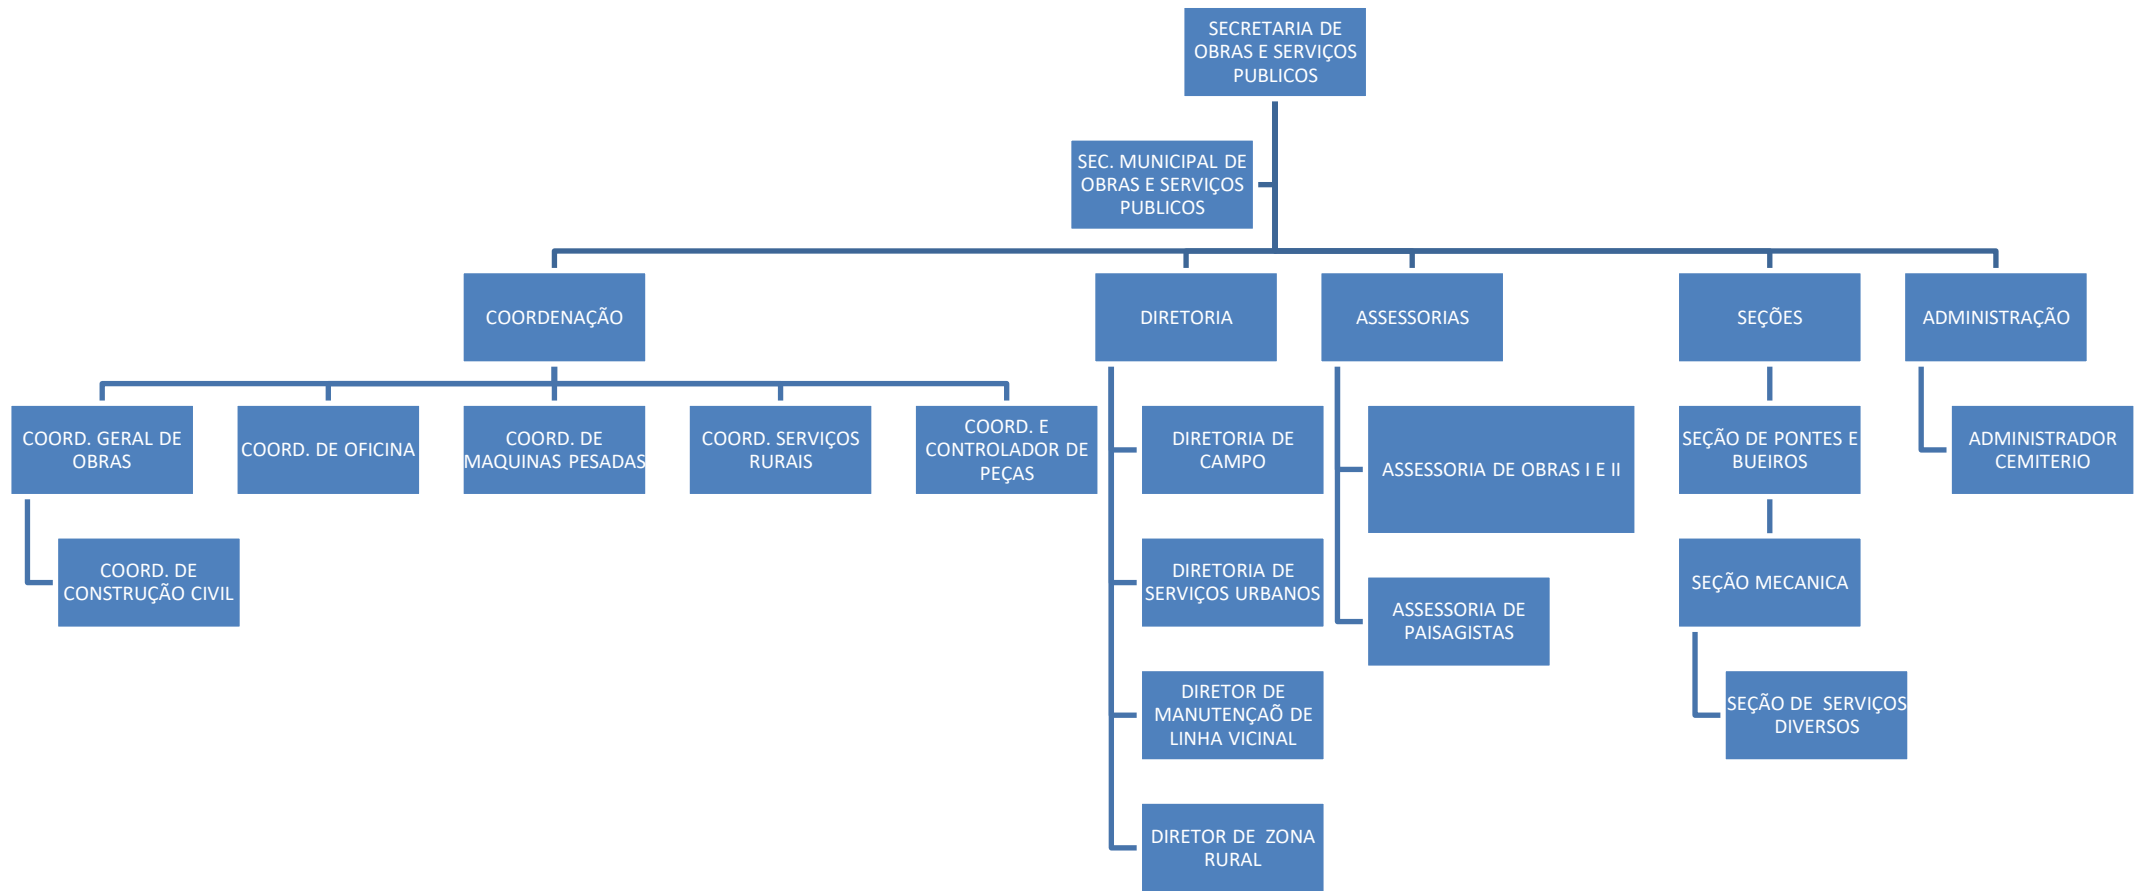 SECRETARIA DE
OBRAS E SERVIÇOS
PUBLICOS
SEC. MUNICIPAL DE
OBRAS E SERVIÇOS
PUBLICOS
COORDENAÇÃO
DIRETORIA
ASSESSORIAS
SEÇÕES
ADMINISTRAÇÃO
COORD. GERAL DE
OBRAS
COORD. DE OFICINA
COORD. DE
MAQUINAS PESADAS
COORD. SERVIÇOS
RURAIS
COORD. E
CONTROLADOR DE
PEÇAS
DIRETORIA DE
CAMPO
ASSESSORIA DE OBRAS I E II
SEÇÃO DE PONTES E
BUEIROS
ADMINISTRADOR
CEMITERIO
COORD. DE
CONSTRUÇÃO CIVIL
DIRETORIA DE
SERVIÇOS URBANOS
ASSESSORIA DE
PAISAGISTAS
SEÇÃO MECANICA
DIRETOR DE
MANUTENÇAÕ DE
LINHA VICINAL
SEÇÃO DE  SERVIÇOS
DIVERSOS
DIRETOR DE  ZONA
RURAL